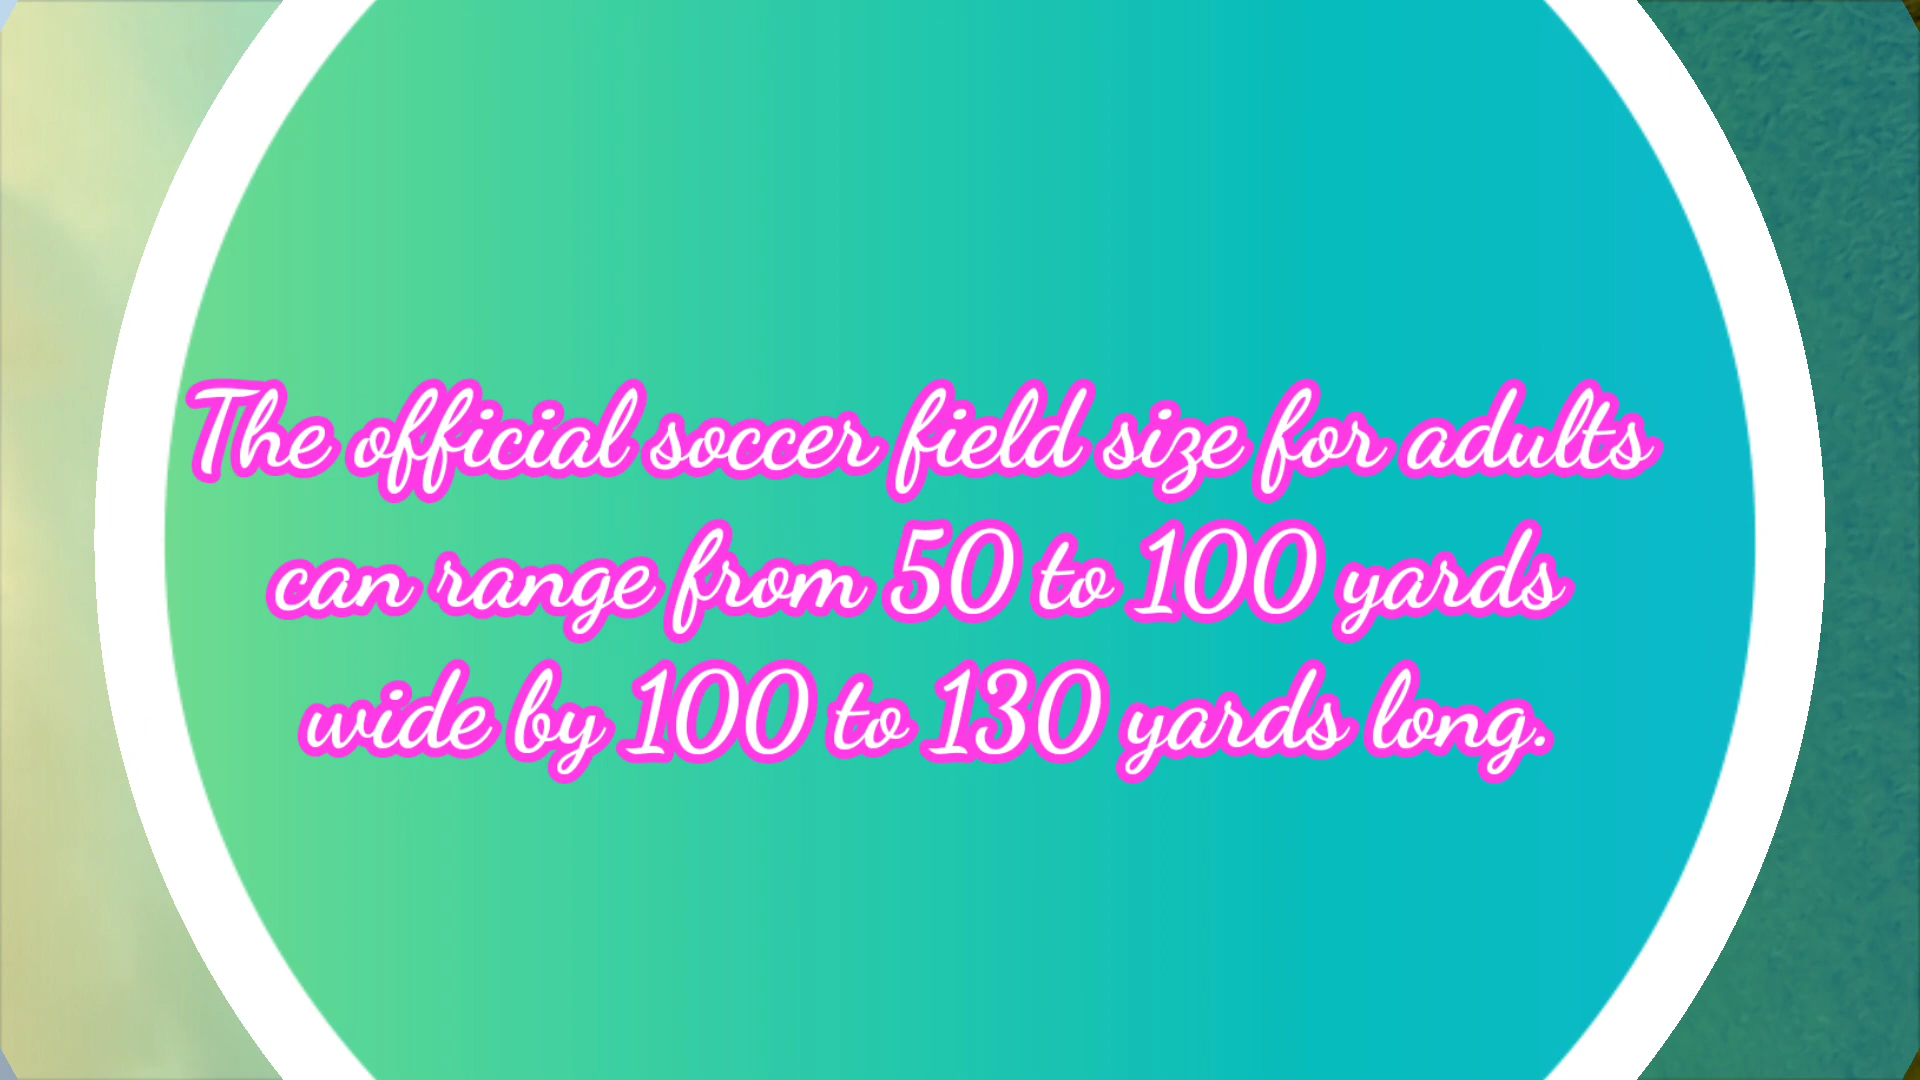 The official soccer field size for adults
can range from 50 to 100 yards
wide by 100 to 130 yards long.